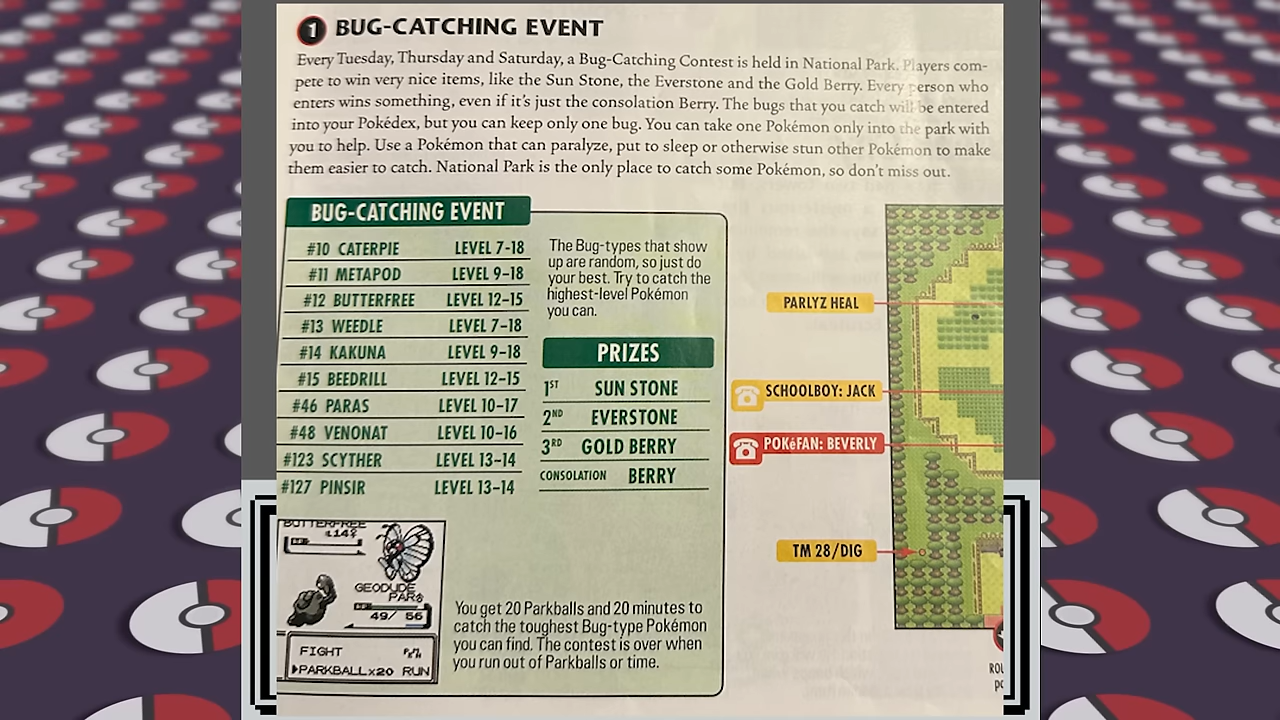 1 BUG-CATCHING EVENT
Every Tuesday, Thursday and Saturday, a Bug-Catching Contest is held in National Park. Players com-
pete to win very nice items, like the Sun Stone, the Everstone and the Gold Berry. Every person who
enters wins something, even if it's just the consolation Berry. The bugs that you catch will be entered
into your Pokédex, but you can keep only one bug. You can take one Pokémon only into the park with
you to help. Use a Pokémon that can paralyze, put to sleep or otherwise stun other Pokémon to make
them easier to catch. National Park is the only place to catch some Pokémon, so don't miss out.
BUG-CATCHING EVENT
#10 CATERPIE LEVEL 7-18
#11 METAPOD LEVEL 9-18
#12 BUTTERFREE LEVEL 12-15
#13 WEEDLE LEVEL 7-18
#14 KAKUNA LEVEL 9-18
#15 BEEDRILL LEVEL 12-15
#46 PARAS LEVEL 10-17
#48 VENONAT LEVEL 10-16
#123 SCYTHER LEVEL 13-14
#127 PINSIR LEVEL 13-14
The Bug-types that show
up are random, so just do
your best. Try to catch the
highest-level Pokémon
you can.
PRIZES
1ST SUN STONE
2ND EVERSTONE
3RD GOLD BERRY
CONSOLATION BERRY
BUTTERFREE
:L14♀
GEODUDE
PAR♂
49/ 56
FIGHT PKMN
▶PARKBALL×20 RUN
You get 20 Parkballs and 20 minutes to
catch the toughest Bug-type Pokémon
you can find. The contest is over when
you run out of Parkballs or time.
PARLYZ HEAL
SCHOOLBOY: JACK
POKéFAN: BEVERLY
TM 28/DIG